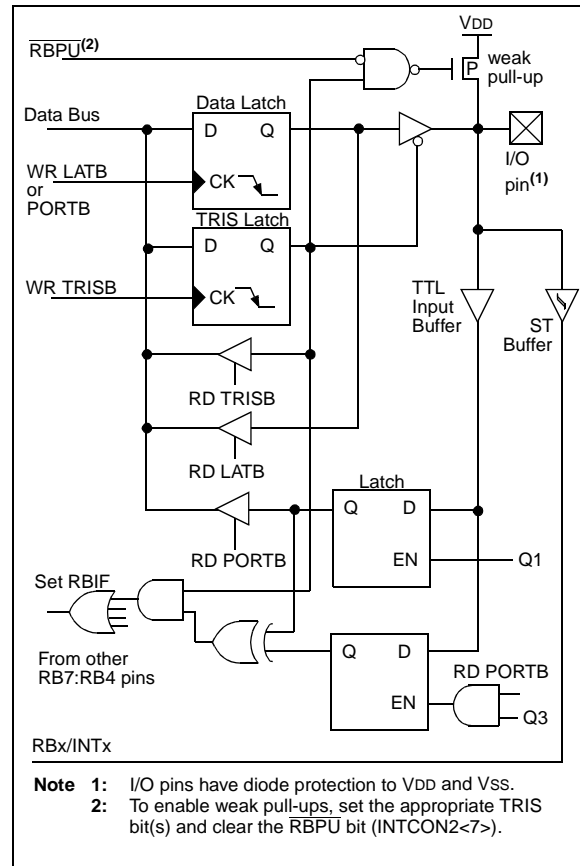 VDD
RBPU(2)
weak
pull-up
P
Data Latch
Data Bus
D Q
I/O
pin(1)
WR LATB
or
PORTB
CK
TRIS Latch
D Q
WR TRISB
CK
TTL
Input
Buffer
ST
Buffer
RD TRISB
RD LATB
Latch
Q D
RD PORTB
EN
Q1
Set RBIF
Q D
From other
RB7:RB4 pins
RD PORTB
EN
Q3
RBx/INTx
Note 1: I/O pins have diode protection to VDD and VSS.
2: To enable weak pull-ups, set the appropriate TRIS
bit(s) and clear the RBPU bit (INTCON2<7>).